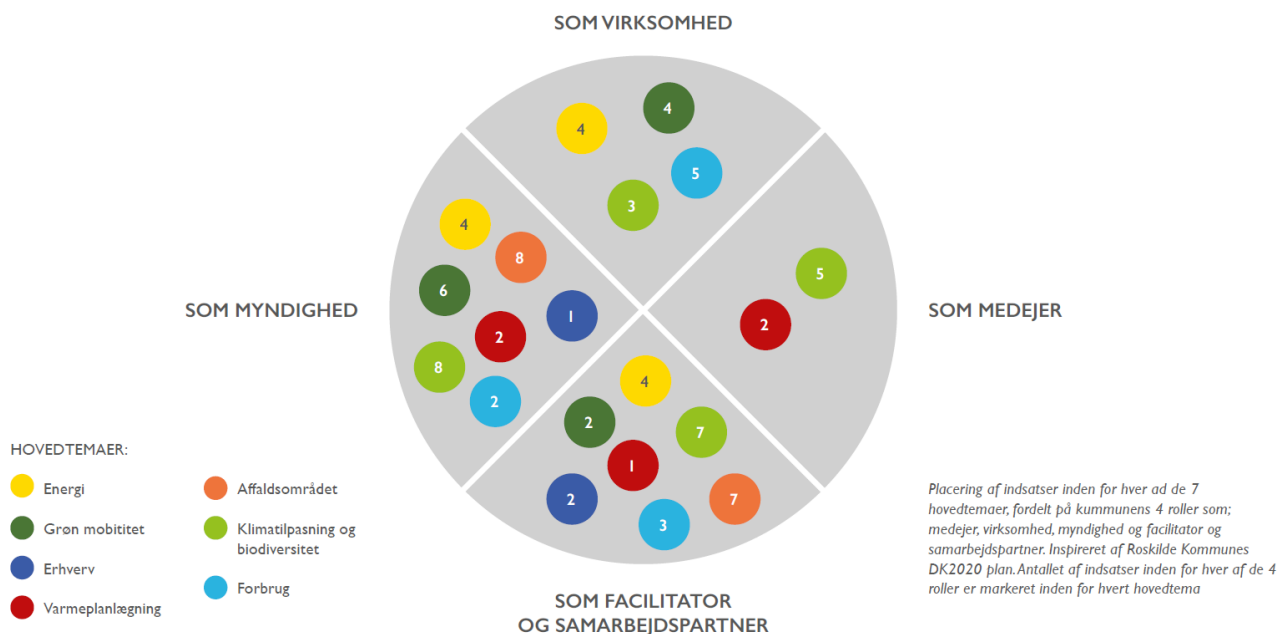 SOM VIRKSOMHED
4
4
5
3
SOM MYNDIGHED
4
8
6
1
2
8
2
SOM MEDEJER
5
2
4
2
7
1
2
7
3
SOM FACILITATOR
OG SAMARBEJDSPARTNER
HOVEDTEMAER:
Energi
Grøn mobititet
Erhverv
Varmeplanlægning
Affaldsområdet
Klimatilpasning og
biodiversitet
Forbrug
Placering af indsatser inden for hver ad de 7
hovedtemaer, fordelt på kummunens 4 roller som;
medejer, virksomhed, myndighed og facilitator og
samarbejdspartner. Inspireret af Roskilde Kommunes
DK2020 plan. Antallet af indsatser inden for hver af de 4
roller er markeret inden for hvert hovedtema